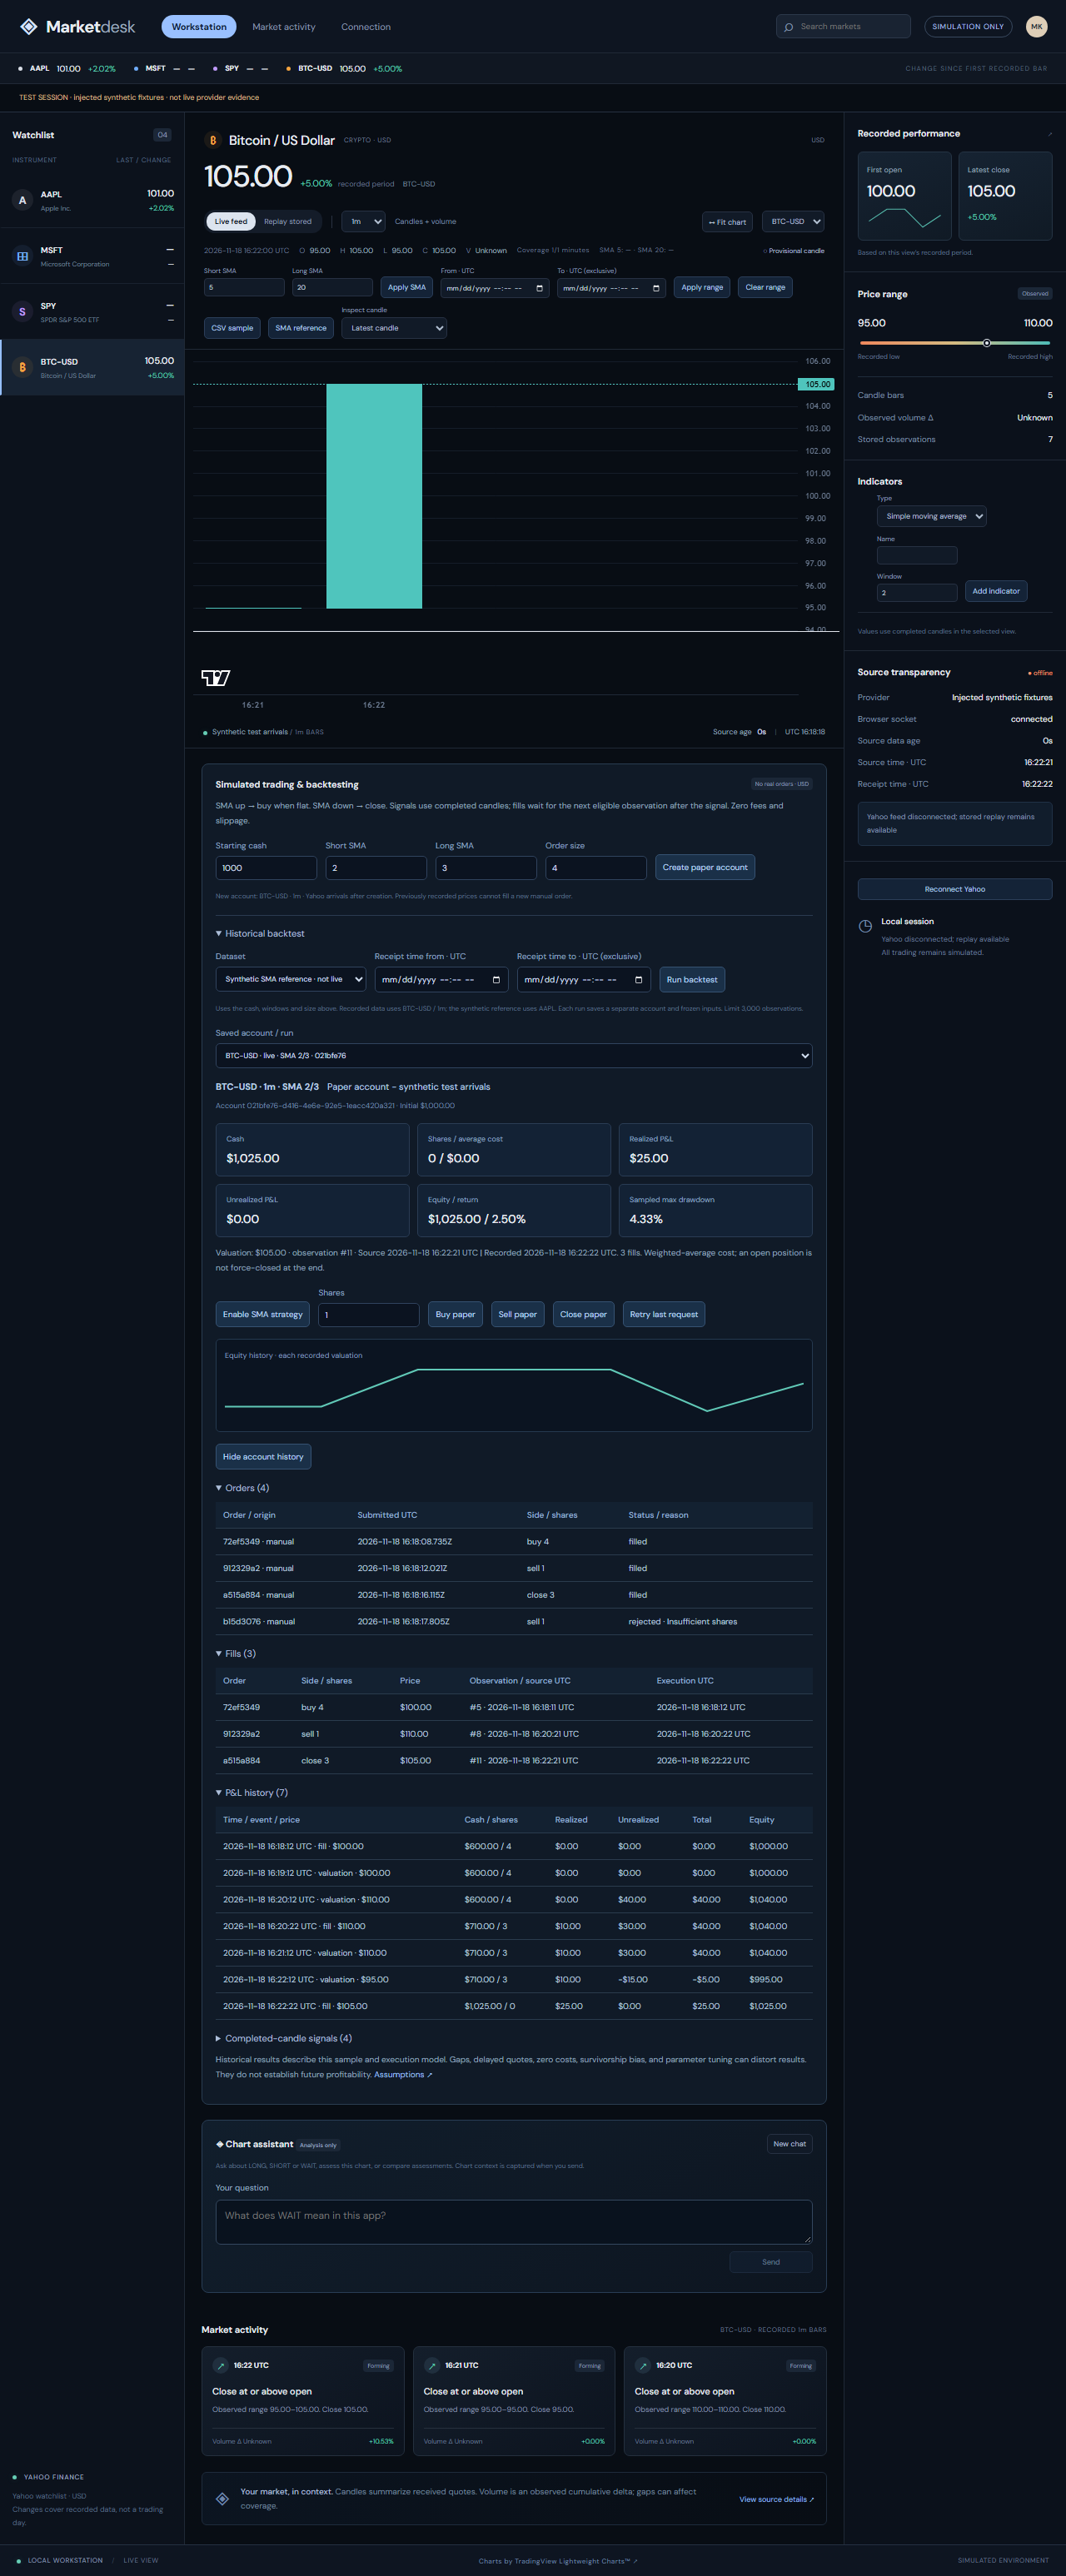 Marketdesk
Workstation
Market activity
Connection
Search markets
SIMULATION ONLY
MK
AAPL 101.00 +2.02%
MSFT — —
SPY — —
BTC-USD 105.00 +5.00%
CHANGE SINCE FIRST RECORDED BAR
TEST SESSION · injected synthetic fixtures · not live provider evidence
Watchlist 04
INSTRUMENT LAST / CHANGE
A AAPL 101.00
Apple Inc. +2.02%
MSFT —
Microsoft Corporation —
S SPY —
SPDR S&P 500 ETF —
BTC-USD 105.00
Bitcoin / US Dollar +5.00%
YAHOO FINANCE
Yahoo watchlist · USD
Changes cover recorded data, not a trading
day.
Bitcoin / US Dollar CRYPTO · USD USD
105.00 +5.00% recorded period BTC-USD
Live feed Replay stored 1m Candles + volume ↔ Fit chart BTC-USD
2026-11-18 16:22:00 UTC O 95.00 H 105.00 L 95.00 C 105.00 V Unknown Coverage 1/1 minutes SMA 5: — · SMA 20: — ○ Provisional candle
Short SMA Long SMA From · UTC To · UTC (exclusive)
5 20 Apply SMA mm/dd/yyyy --:-- -- mm/dd/yyyy --:-- -- Apply range Clear range
Inspect candle
CSV sample SMA reference Latest candle
106.00
105.00
104.00
103.00
102.00
101.00
100.00
99.00
98.00
97.00
96.00
95.00
94.00
16:21 16:22
Synthetic test arrivals / 1m BARS Source age 0s | UTC 16:18:18
Simulated trading & backtesting No real orders · USD
SMA up → buy when flat. SMA down → close. Signals use completed candles; fills wait for the next eligible observation after the signal. Zero fees and
slippage.
Starting cash Short SMA Long SMA Order size
1000 2 3 4 Create paper account
New account: BTC-USD · 1m · Yahoo arrivals after creation. Previously recorded prices cannot fill a new manual order.
▼ Historical backtest
Dataset Receipt time from · UTC Receipt time to · UTC (exclusive)
Synthetic SMA reference · not live mm/dd/yyyy --:-- -- mm/dd/yyyy --:-- -- Run backtest
Uses the cash, windows and size above. Recorded data uses BTC-USD / 1m; the synthetic reference uses AAPL. Each run saves a separate account and frozen inputs. Limit 3,000 observations.
Saved account / run
BTC-USD · live · SMA 2/3 · 021bfe76
BTC-USD · 1m · SMA 2/3 Paper account - synthetic test arrivals
Account 021bfe76-d416-4e6e-92e5-1eacc420a321 · Initial $1,000.00
Cash
$1,025.00
Shares / average cost
0 / $0.00
Realized P&L
$25.00
Unrealized P&L
$0.00
Equity / return
$1,025.00 / 2.50%
Sampled max drawdown
4.33%
Valuation: $105.00 · observation #11 · Source 2026-11-18 16:22:21 UTC | Recorded 2026-11-18 16:22:22 UTC. 3 fills. Weighted-average cost; an open position is
not force-closed at the end.
Shares
Enable SMA strategy 1 Buy paper Sell paper Close paper Retry last request
Equity history · each recorded valuation
Hide account history
▼ Orders (4)
Order / origin Submitted UTC Side / shares Status / reason
72ef5349 · manual 2026-11-18 16:18:08.735Z buy 4 filled
912329a2 · manual 2026-11-18 16:18:12.021Z sell 1 filled
a515a884 · manual 2026-11-18 16:18:16.115Z close 3 filled
b15d3076 · manual 2026-11-18 16:18:17.805Z sell 1 rejected · Insufficient shares
▼ Fills (3)
Order Side / shares Price Observation / source UTC Execution UTC
72ef5349 buy 4 $100.00 #5 · 2026-11-18 16:18:11 UTC 2026-11-18 16:18:12 UTC
912329a2 sell 1 $110.00 #8 · 2026-11-18 16:20:21 UTC 2026-11-18 16:20:22 UTC
a515a884 close 3 $105.00 #11 · 2026-11-18 16:22:21 UTC 2026-11-18 16:22:22 UTC
▼ P&L history (7)
Time / event / price Cash / shares Realized Unrealized Total Equity
2026-11-18 16:18:12 UTC · fill · $100.00 $600.00 / 4 $0.00 $0.00 $0.00 $1,000.00
2026-11-18 16:19:12 UTC · valuation · $100.00 $600.00 / 4 $0.00 $0.00 $0.00 $1,000.00
2026-11-18 16:20:12 UTC · valuation · $110.00 $600.00 / 4 $0.00 $40.00 $40.00 $1,040.00
2026-11-18 16:20:22 UTC · fill · $110.00 $710.00 / 3 $10.00 $30.00 $40.00 $1,040.00
2026-11-18 16:21:12 UTC · valuation · $110.00 $710.00 / 3 $10.00 $30.00 $40.00 $1,040.00
2026-11-18 16:22:12 UTC · valuation · $95.00 $710.00 / 3 $10.00 -$15.00 -$5.00 $995.00
2026-11-18 16:22:22 UTC · fill · $105.00 $1,025.00 / 0 $25.00 $0.00 $25.00 $1,025.00
▶ Completed-candle signals (4)
Historical results describe this sample and execution model. Gaps, delayed quotes, zero costs, survivorship bias, and parameter tuning can distort results.
They do not establish future profitability. Assumptions ↗
◆ Chart assistant Analysis only New chat
Ask about LONG, SHORT or WAIT, assess this chart, or compare assessments. Chart context is captured when you send.
Your question
What does WAIT mean in this app?
Send
Market activity BTC-USD · RECORDED 1m BARS
↗ 16:22 UTC Forming
Close at or above open
Observed range 95.00–105.00. Close 105.00.
Volume Δ Unknown +10.53%
↗ 16:21 UTC Forming
Close at or above open
Observed range 95.00–95.00. Close 95.00.
Volume Δ Unknown +0.00%
↗ 16:20 UTC Forming
Close at or above open
Observed range 110.00–110.00. Close 110.00.
Volume Δ Unknown +0.00%
Your market, in context. Candles summarize received quotes. Volume is an observed cumulative delta; gaps can affect
coverage.
View source details ↗
Recorded performance ↗
First open
100.00
Latest close
105.00
+5.00%
Based on this view's recorded period.
Price range Observed
95.00 110.00
Recorded low Recorded high
Candle bars 5
Observed volume Δ Unknown
Stored observations 7
Indicators
Type
Simple moving average
Name
Window
2 Add indicator
Values use completed candles in the selected view.
Source transparency ● offline
Provider Injected synthetic fixtures
Browser socket connected
Source data age 0s
Source time · UTC 16:22:21
Receipt time · UTC 16:22:22
Yahoo feed disconnected; stored replay remains
available
Reconnect Yahoo
Local session
Yahoo disconnected; replay available
All trading remains simulated.
LOCAL WORKSTATION / LIVE VIEW
Charts by TradingView Lightweight Charts™ ↗
SIMULATED ENVIRONMENT